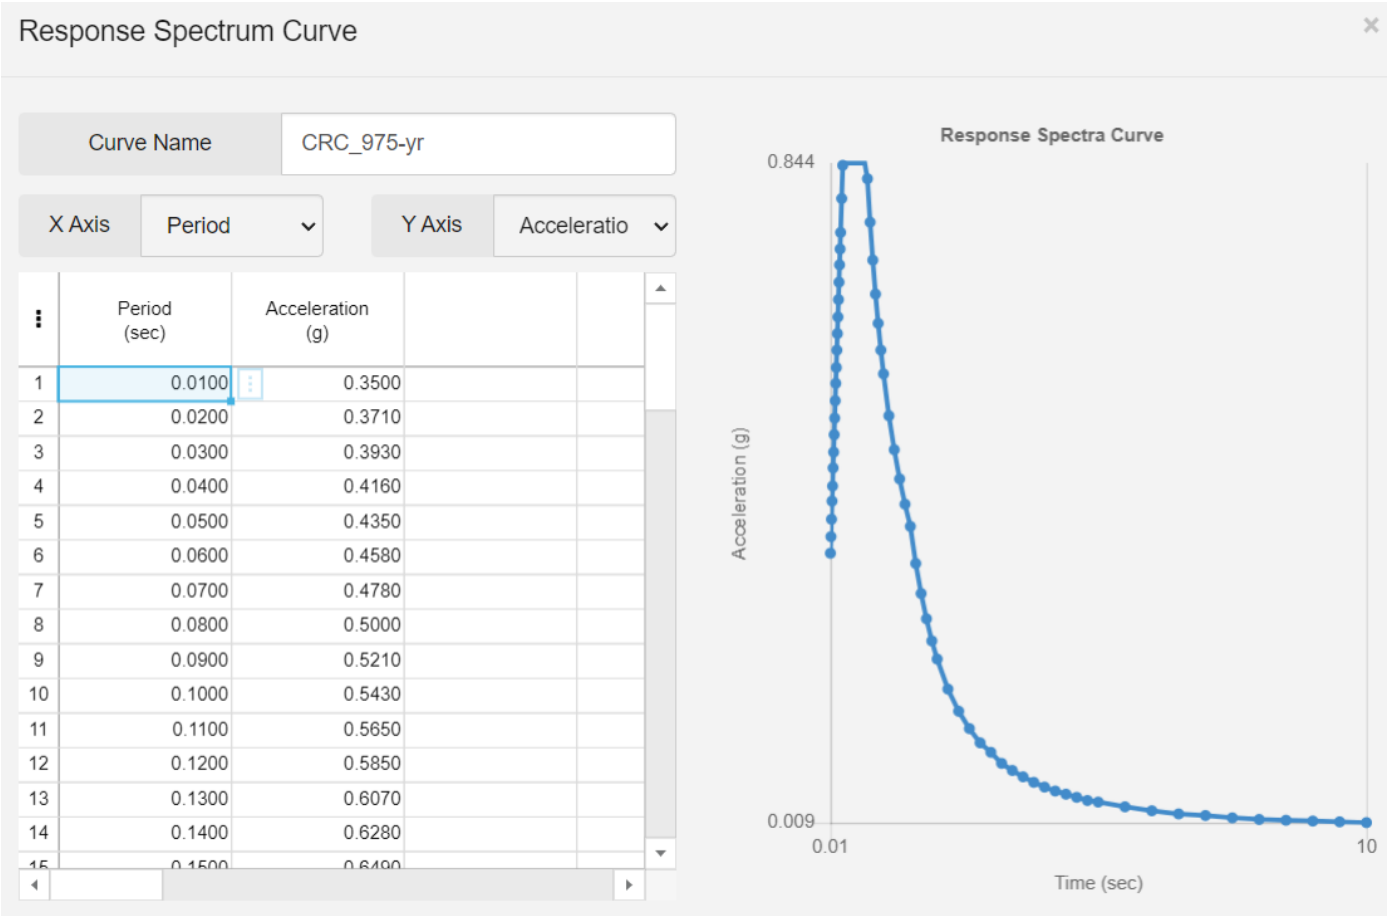 Response Spectrum Curve ×
Curve Name CRC_975-yr
X Axis Period Y Axis Acceleratio
Period
(sec) Acceleration
(g)
1 0.0100 0.3500
2 0.0200 0.3710
3 0.0300 0.3930
4 0.0400 0.4160
5 0.0500 0.4350
6 0.0600 0.4580
7 0.0700 0.4780
8 0.0800 0.5000
9 0.0900 0.5210
10 0.1000 0.5430
11 0.1100 0.5650
12 0.1200 0.5850
13 0.1300 0.6070
14 0.1400 0.6280
15 0.1500 0.6490
Response Spectra Curve
0.844
Acceleration (g)
0.009
0.01 10
Time (sec)